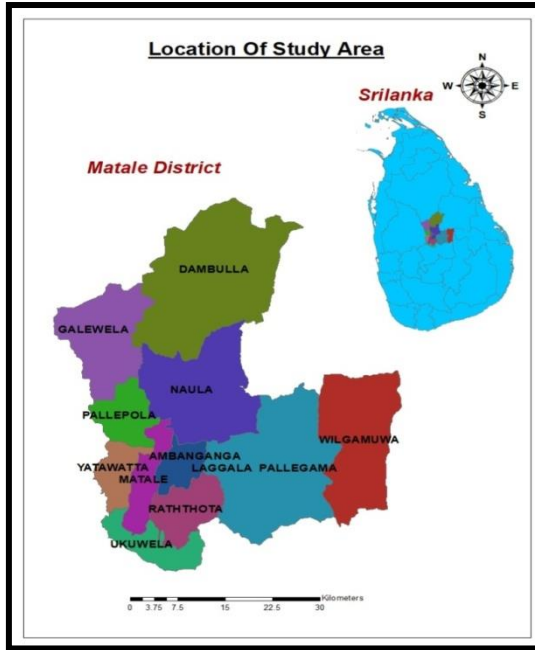 Location Of Study Area
N
W E
S
Srilanka
Matale District
DAMBULLA
GALEWELA
NAULA
PALLEPOLA
WILGAMUWA
AMBANGANGA
YATAWATTA LAGGALA PALLEGAMA
MATALE
RATHTHOTA
UKUWELA
Kilometers
0 3.75 7.5 15 22.5 30